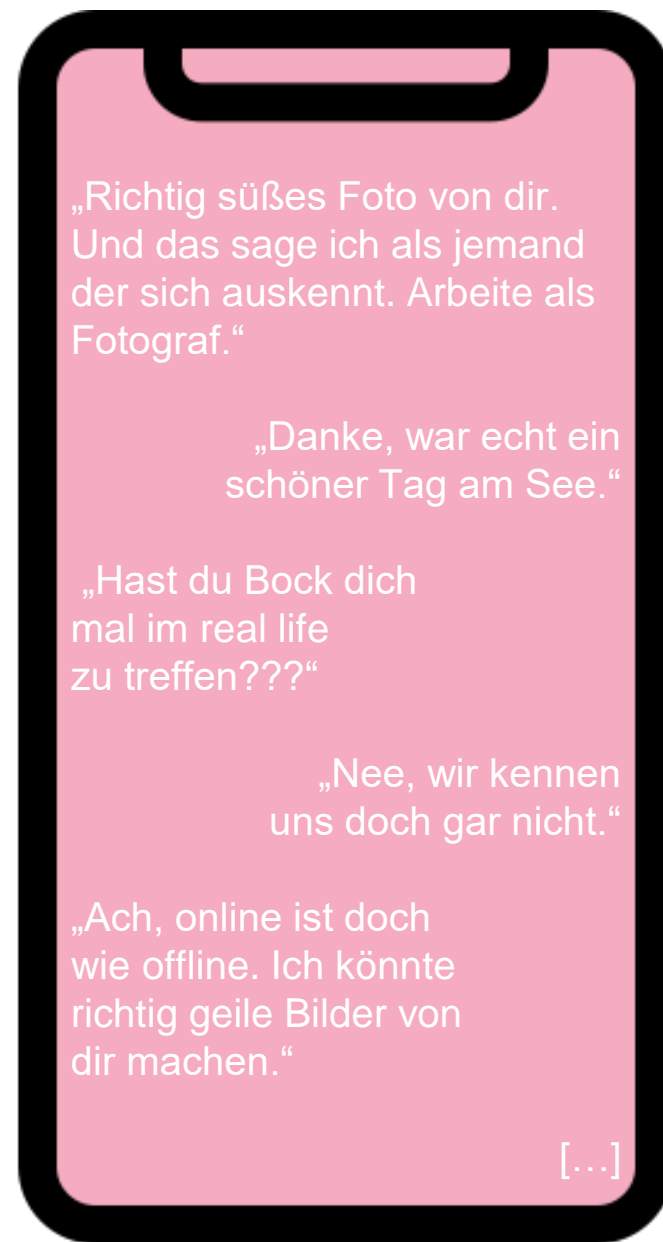 „Richtig süßes Foto von dir.
Und das sage ich als jemand
der sich auskennt. Arbeite als
Fotograf.“
„Danke, war echt ein
schöner Tag am See.“
„Hast du Bock dich
mal im real life
zu treffen???“
„Nee, wir kennen
uns doch gar nicht.“
„Ach, online ist doch
wie offline. Ich könnte
richtig geile Bilder von
dir machen.“
[…]